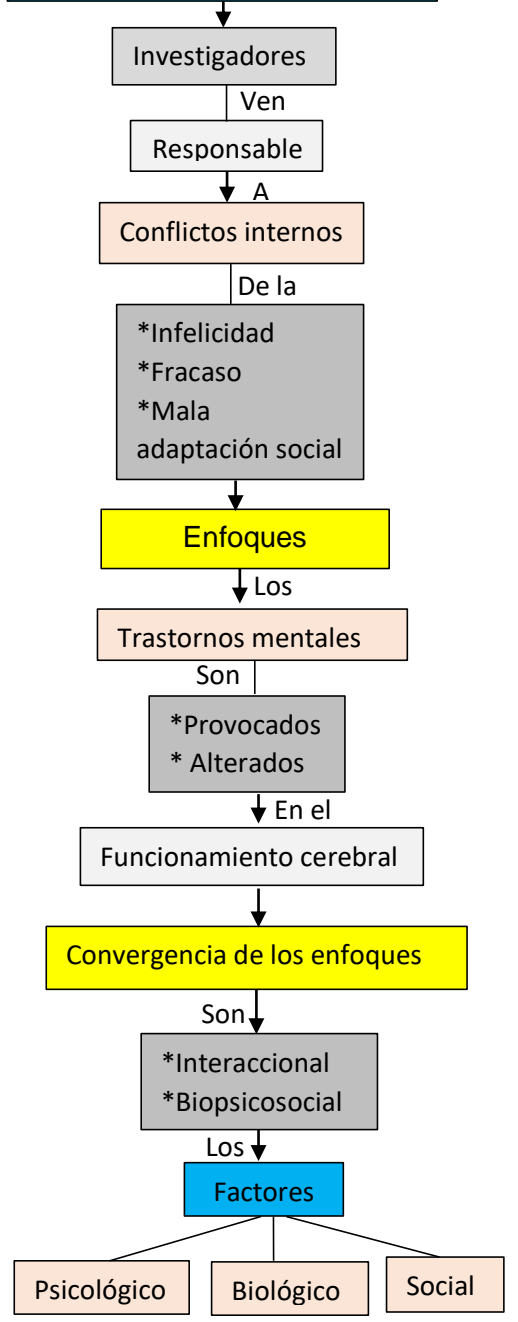 Investigadores
Ven
Responsable
A
Conflictos internos
De la
*Infelicidad
*Fracaso
*Mala
adaptación social
Enfoques
Los
Trastornos mentales
Son
*Provocados
* Alterados
En el
Funcionamiento cerebral
Convergencia de los enfoques
Son
*Interaccional
*Biopsicosocial
Los
Factores
Psicológico
Biológico
Social